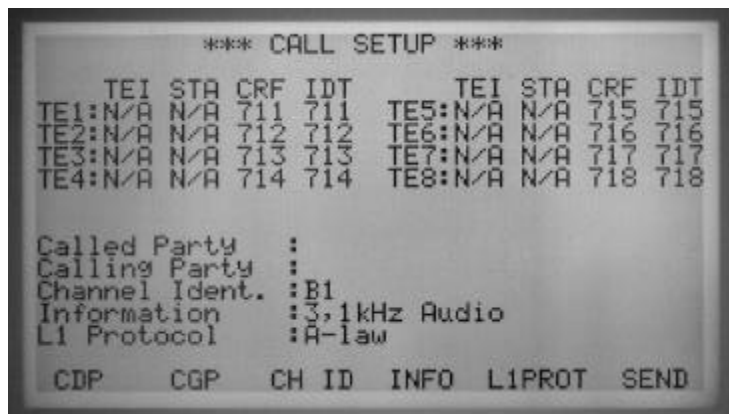 *** CALL SETUP ***
TEI STA CRF IDT TEI STA CRF IDT
TE1:N/A N/A 711 711 TE5:N/A N/A 715 715
TE2:N/A N/A 712 712 TE6:N/A N/A 716 716
TE3:N/A N/A 713 713 TE7:N/A N/A 717 717
TE4:N/A N/A 714 714 TE8:N/A N/A 718 718
Called Party :
Calling Party :
Channel Ident. :B1
Information :3,1kHz Audio
L1 Protocol :A-law
CDP CGP CH ID INFO L1PROT SEND